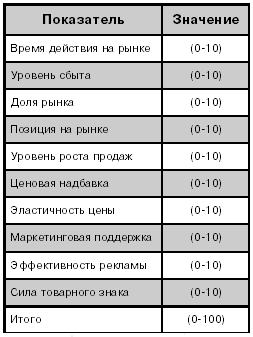 Показатель Значение
Время действия на рынке (0-10)
Уровень сбыта (0-10)
Доля рынка (0-10)
Позиция на рынке (0-10)
Уровень роста продаж (0-10)
Ценовая надбавка (0-10)
Эластичность цены (0-10)
Маркетинговая поддержка (0-10)
Эффективность рекламы (0-10)
Сила товарного знака (0-10)
Итого (0-100)